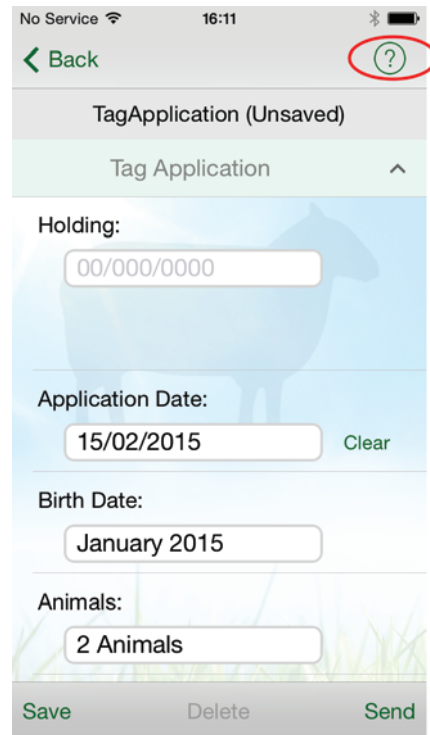 No Service 16:11
Back ?
TagApplication (Unsaved)
Tag Application
Holding:
00/000/0000
Application Date:
15/02/2015 Clear
Birth Date:
January 2015
Animals:
2 Animals
Save Delete Send